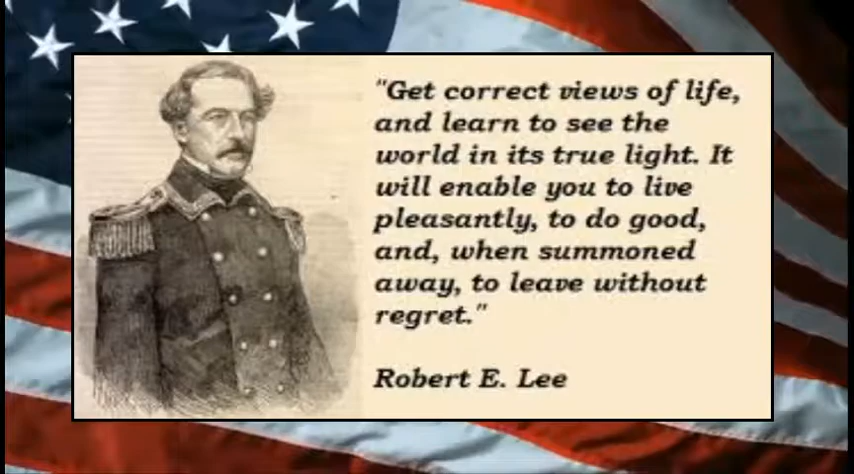 "Get correct views of life,
and learn to see the
world in its true light. It
will enable you to live
pleasantly, to do good,
and, when summoned
away, to leave without
regret."
Robert E. Lee